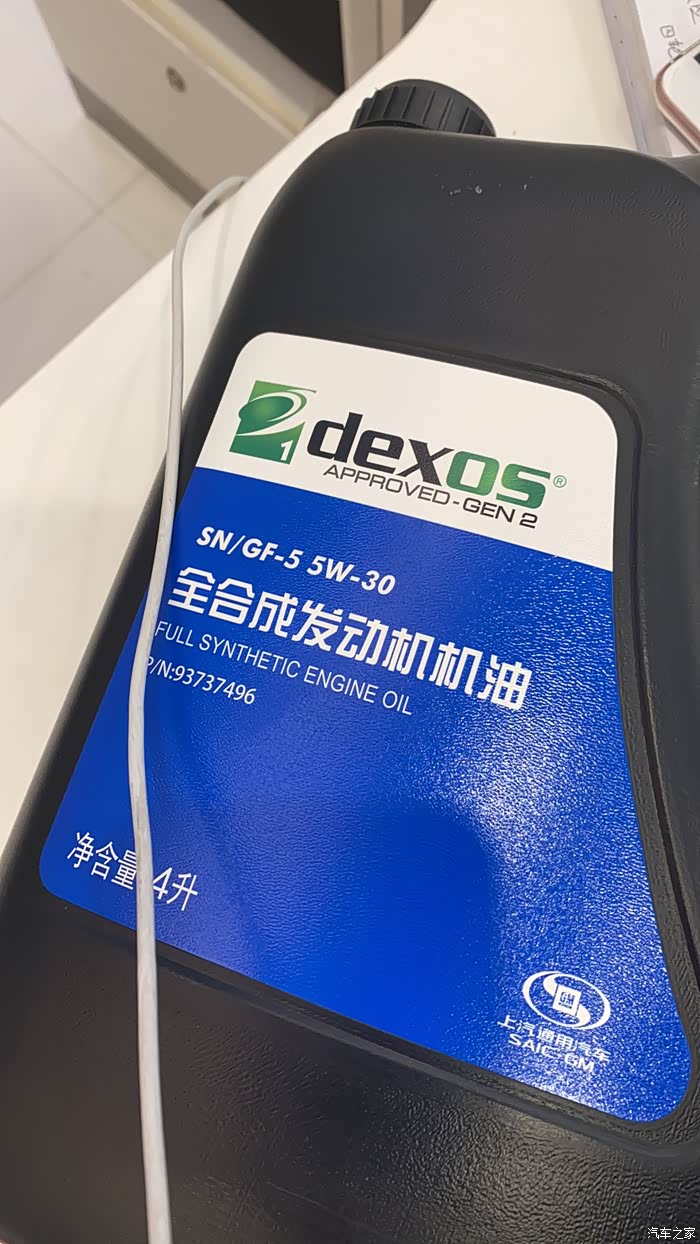 1
dexos®
APPROVED-GEN 2
SN/GF-5 5W-30
全合成发动机机油
FULL SYNTHETIC ENGINE OIL
P/N:93737496
净含量 4升
GM
上汽通用汽车
SAIC-GM
汽车之家